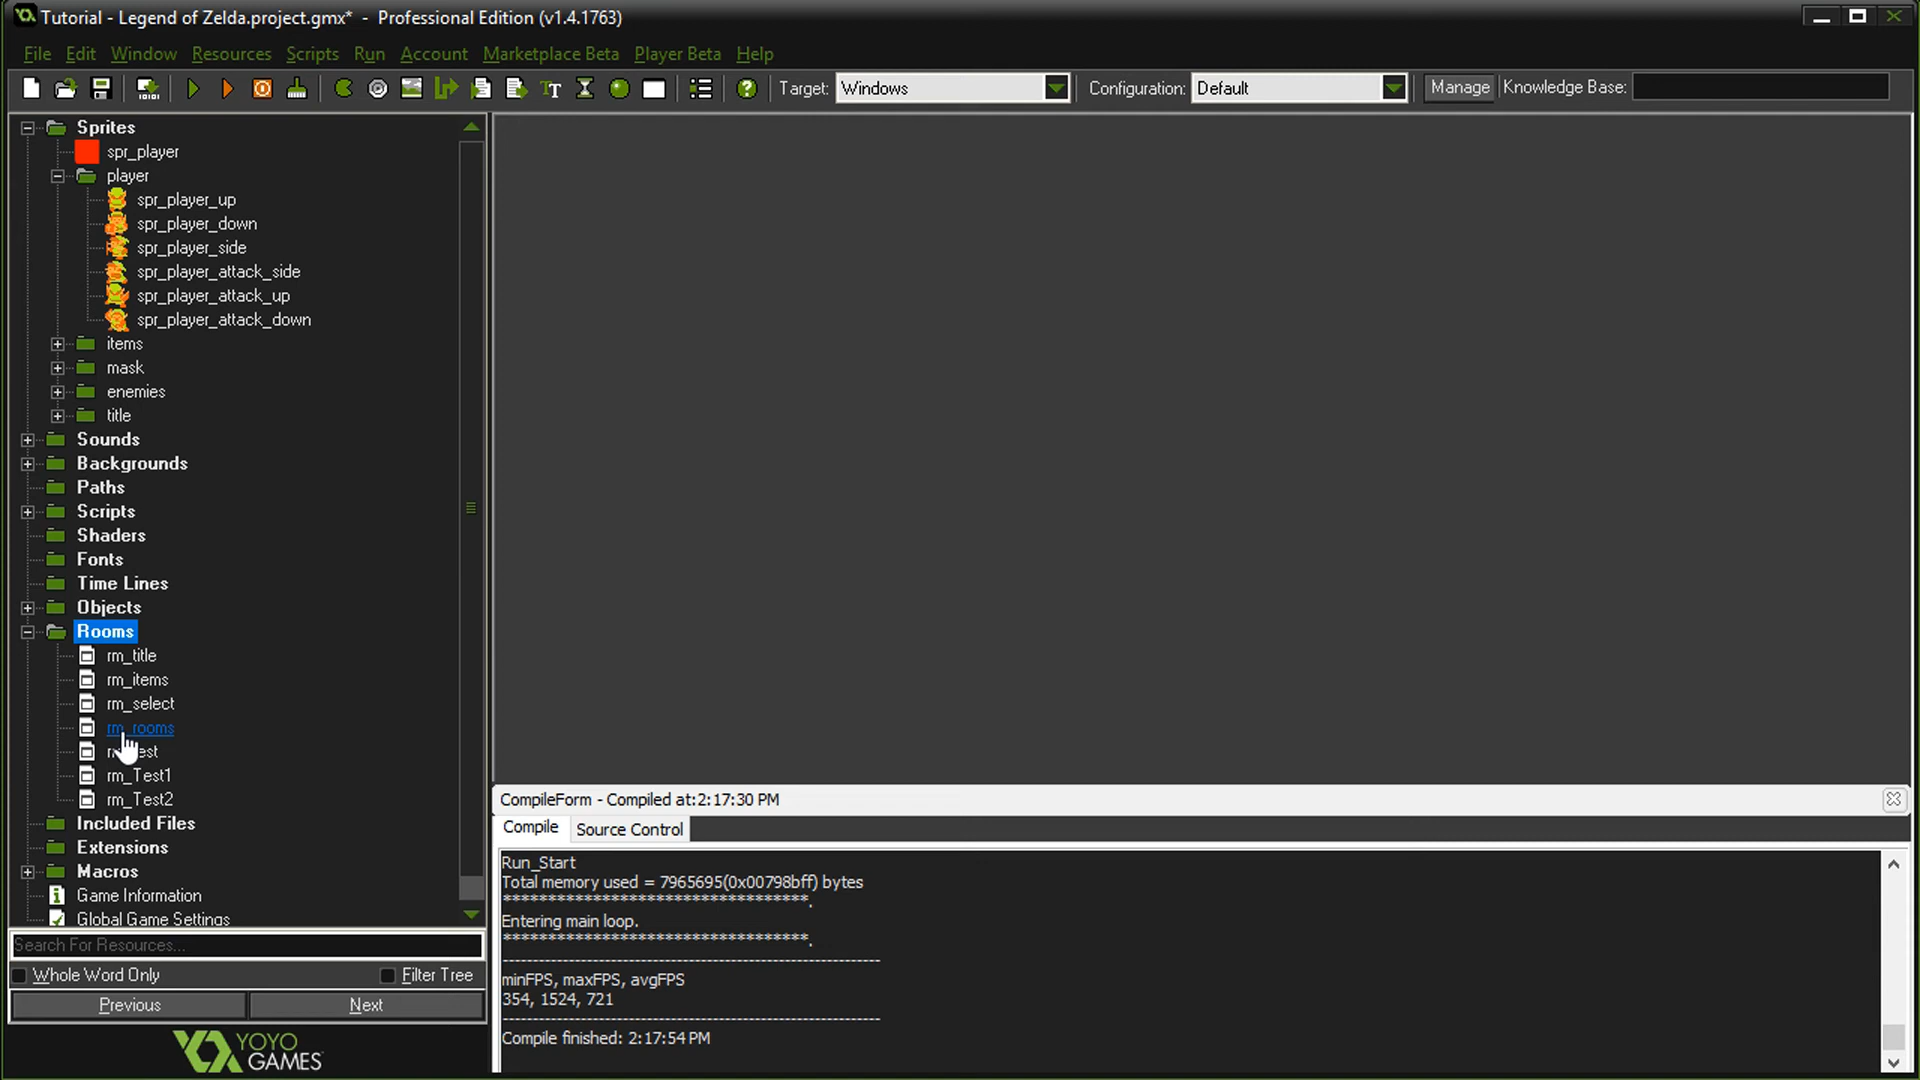 Tutorial - Legend of Zelda.project.gmx* - Professional Edition (v1.4.1763)
File Edit Window Resources Scripts Run Account Marketplace Beta Player Beta Help
Target: Windows Configuration: Default Manage Knowledge Base:
Sprites
spr_player
player
spr_player_up
spr_player_down
spr_player_side
spr_player_attack_side
spr_player_attack_up
spr_player_attack_down
items
mask
enemies
title
Sounds
Backgrounds
Paths
Scripts
Shaders
Fonts
Time Lines
Objects
Rooms
rm_title
rm_items
rm_select
rm_rooms
rm_Test1
rm_Test2
Included Files
Extensions
Macros
Game Information
Global Game Settings
Search For Resources...
Whole Word Only Filter Tree
Previous Next
YOYO
GAMES
CompileForm - Compiled at:2:17:30 PM
Compile Source Control
Run_Start
Total memory used = 7965695(0x00798bff) bytes
**********************************.
Entering main loop.
**********************************.
minFPS, maxFPS, avgFPS
354, 1524, 721
Compile finished: 2:17:54 PM